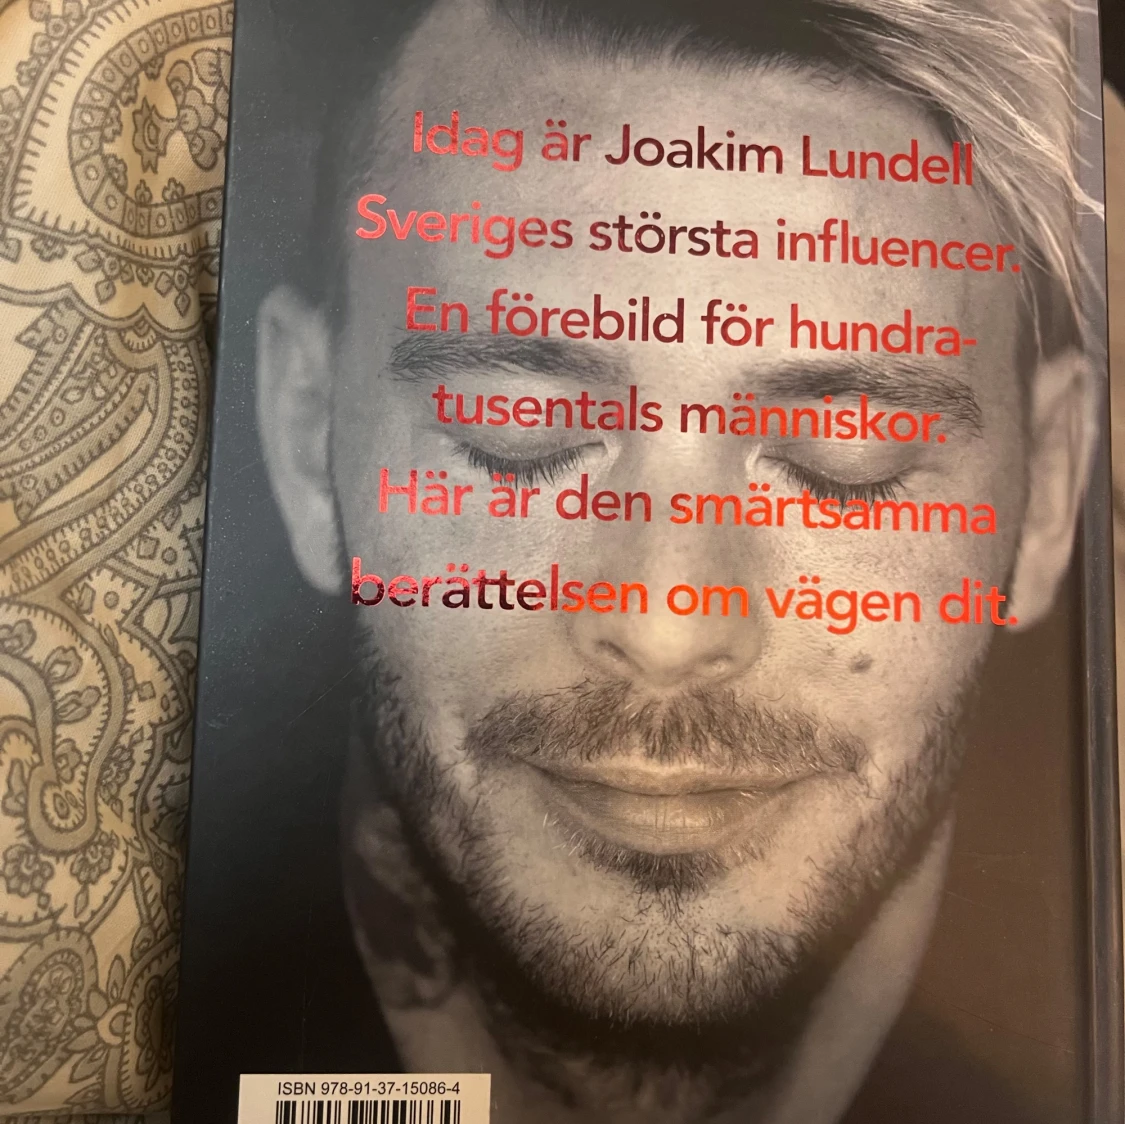 Idag är Joakim Lundell
Sveriges största influencer.
En förebild för hundra-
tusentals människor.
Här är den smärtsamma
berättelsen om vägen dit.
ISBN 978-91-37-15086-4